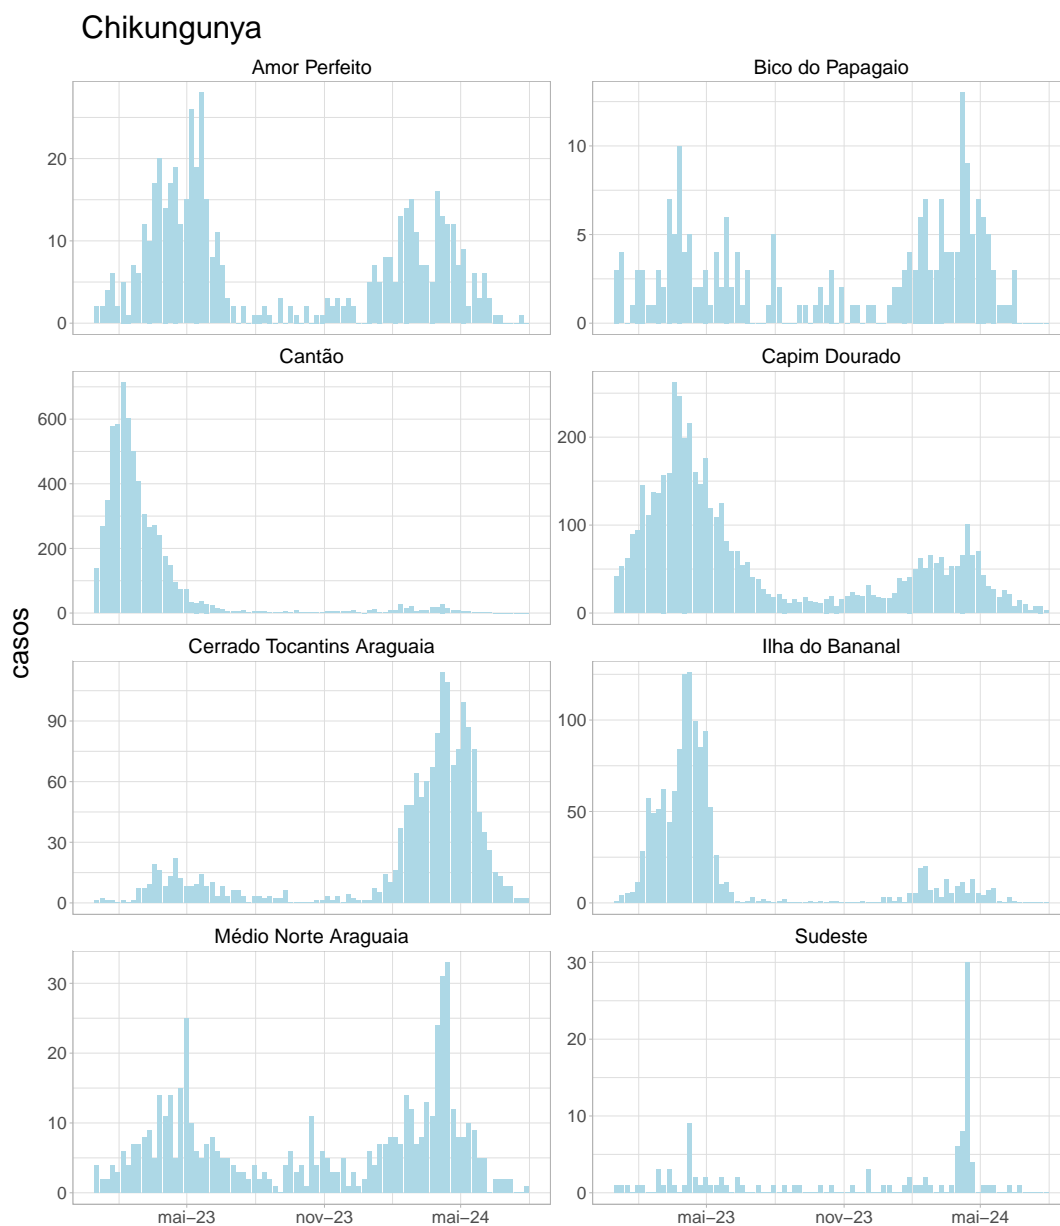 Chikungunya
Amor Perfeito
Bico do Papagaio
20
10
0
10
5
0
Cantão
Capim Dourado
600
400
200
0
200
100
0
Cerrado Tocantins Araguaia
Ilha do Bananal
90
60
30
0
100
50
0
Médio Norte Araguaia
Sudeste
30
20
10
0
30
20
10
0
mai–23
nov–23
mai–24
mai–23
nov–23
mai–24
casos